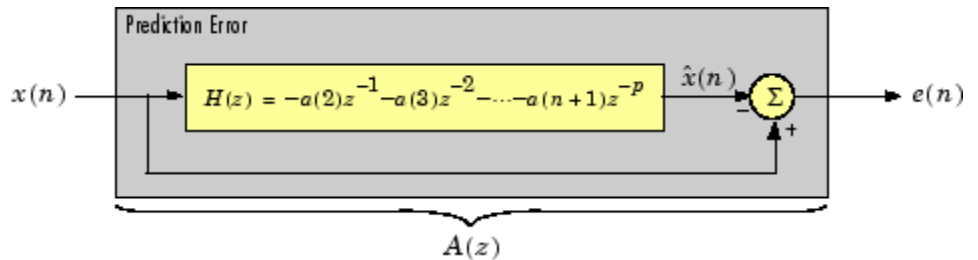 Prediction Error
x(n)
H(z) = −a(2)z⁻¹−a(3)z⁻²−⋯−a(n+1)z⁻ᵖ
x̂(n)
−
Σ
+
e(n)
A(z)